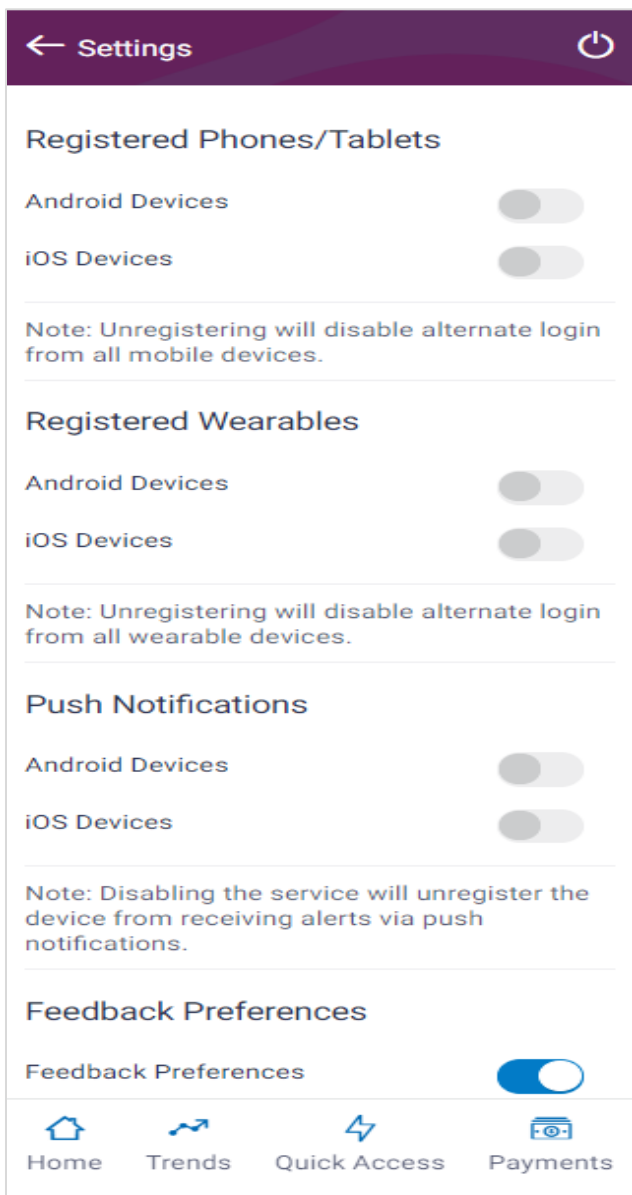 Settings
Registered Phones/Tablets
Android Devices
iOS Devices
Note: Unregistering will disable alternate login
from all mobile devices.
Registered Wearables
Android Devices
iOS Devices
Note: Unregistering will disable alternate login
from all wearable devices.
Push Notifications
Android Devices
iOS Devices
Note: Disabling the service will unregister the
device from receiving alerts via push
notifications.
Feedback Preferences
Feedback Preferences
Home Trends Quick Access Payments